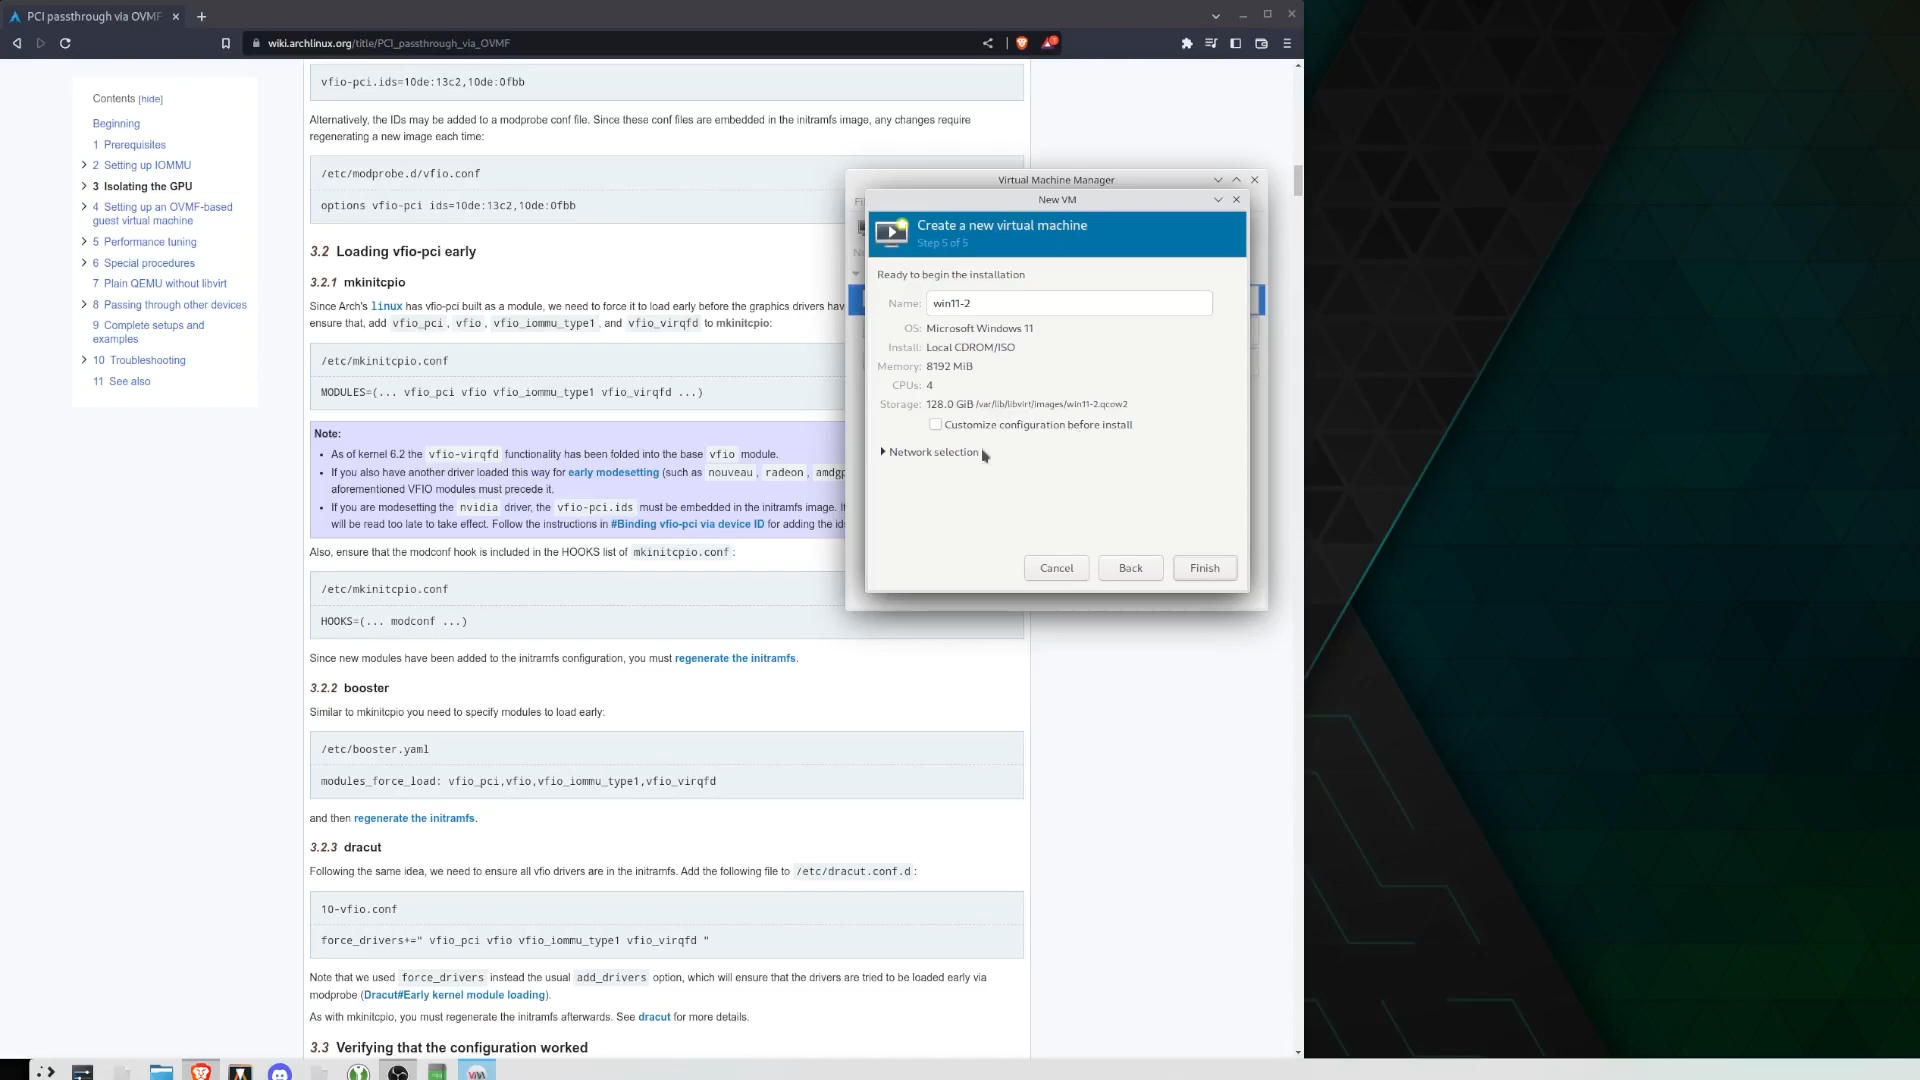 PCI passthrough via OVMF
wiki.archlinux.org/title/PCI_passthrough_via_OVMF
Contents [hide]
Beginning
1 Prerequisites
2 Setting up IOMMU
3 Isolating the GPU
4 Setting up an OVMF-based
guest virtual machine
5 Performance tuning
6 Special procedures
7 Plain QEMU without libvirt
8 Passing through other devices
9 Complete setups and
examples
10 Troubleshooting
11 See also
vfio-pci.ids=10de:13c2,10de:0fbb
Alternatively, the IDs may be added to a modprobe conf file. Since these conf files are embedded in the initramfs image, any changes require
regenerating a new image each time:
/etc/modprobe.d/vfio.conf
options vfio-pci ids=10de:13c2,10de:0fbb
3.2 Loading vfio-pci early
3.2.1 mkinitcpio
Since Arch's linux has vfio-pci built as a module, we need to force it to load early before the graphics drivers hav
ensure that, add vfio_pci, vfio, vfio_iommu_type1, and vfio_virqfd to mkinitcpio:
/etc/mkinitcpio.conf
MODULES=(... vfio_pci vfio vfio_iommu_type1 vfio_virqfd ...)
Note:
• As of kernel 6.2 the vfio-virqfd functionality has been folded into the base vfio module.
• If you also have another driver loaded this way for early modesetting (such as nouveau, radeon, amdgp
aforementioned VFIO modules must precede it.
• If you are modesetting the nvidia driver, the vfio-pci.ids must be embedded in the initramfs image. If
will be read too late to take effect. Follow the instructions in #Binding vfio-pci via device ID for adding the ids
Also, ensure that the modconf hook is included in the HOOKS list of mkinitcpio.conf:
/etc/mkinitcpio.conf
HOOKS=(... modconf ...)
Since new modules have been added to the initramfs configuration, you must regenerate the initramfs.
3.2.2 booster
Similar to mkinitcpio you need to specify modules to load early:
/etc/booster.yaml
modules_force_load: vfio_pci,vfio,vfio_iommu_type1,vfio_virqfd
and then regenerate the initramfs.
3.2.3 dracut
Following the same idea, we need to ensure all vfio drivers are in the initramfs. Add the following file to /etc/dracut.conf.d:
10-vfio.conf
force_drivers+=" vfio_pci vfio vfio_iommu_type1 vfio_virqfd "
Note that we used force_drivers instead the usual add_drivers option, which will ensure that the drivers are tried to be loaded early via
modprobe (Dracut#Early kernel module loading).
As with mkinitcpio, you must regenerate the initramfs afterwards. See dracut for more details.
3.3 Verifying that the configuration worked
Virtual Machine Manager
New VM
Create a new virtual machine
Step 5 of 5
Ready to begin the installation
Name: win11-2
OS: Microsoft Windows 11
Install: Local CDROM/ISO
Memory: 8192 MiB
CPUs: 4
Storage: 128.0 GiB /var/lib/libvirt/images/win11-2.qcow2
Customize configuration before install
Network selection
Cancel
Back
Finish